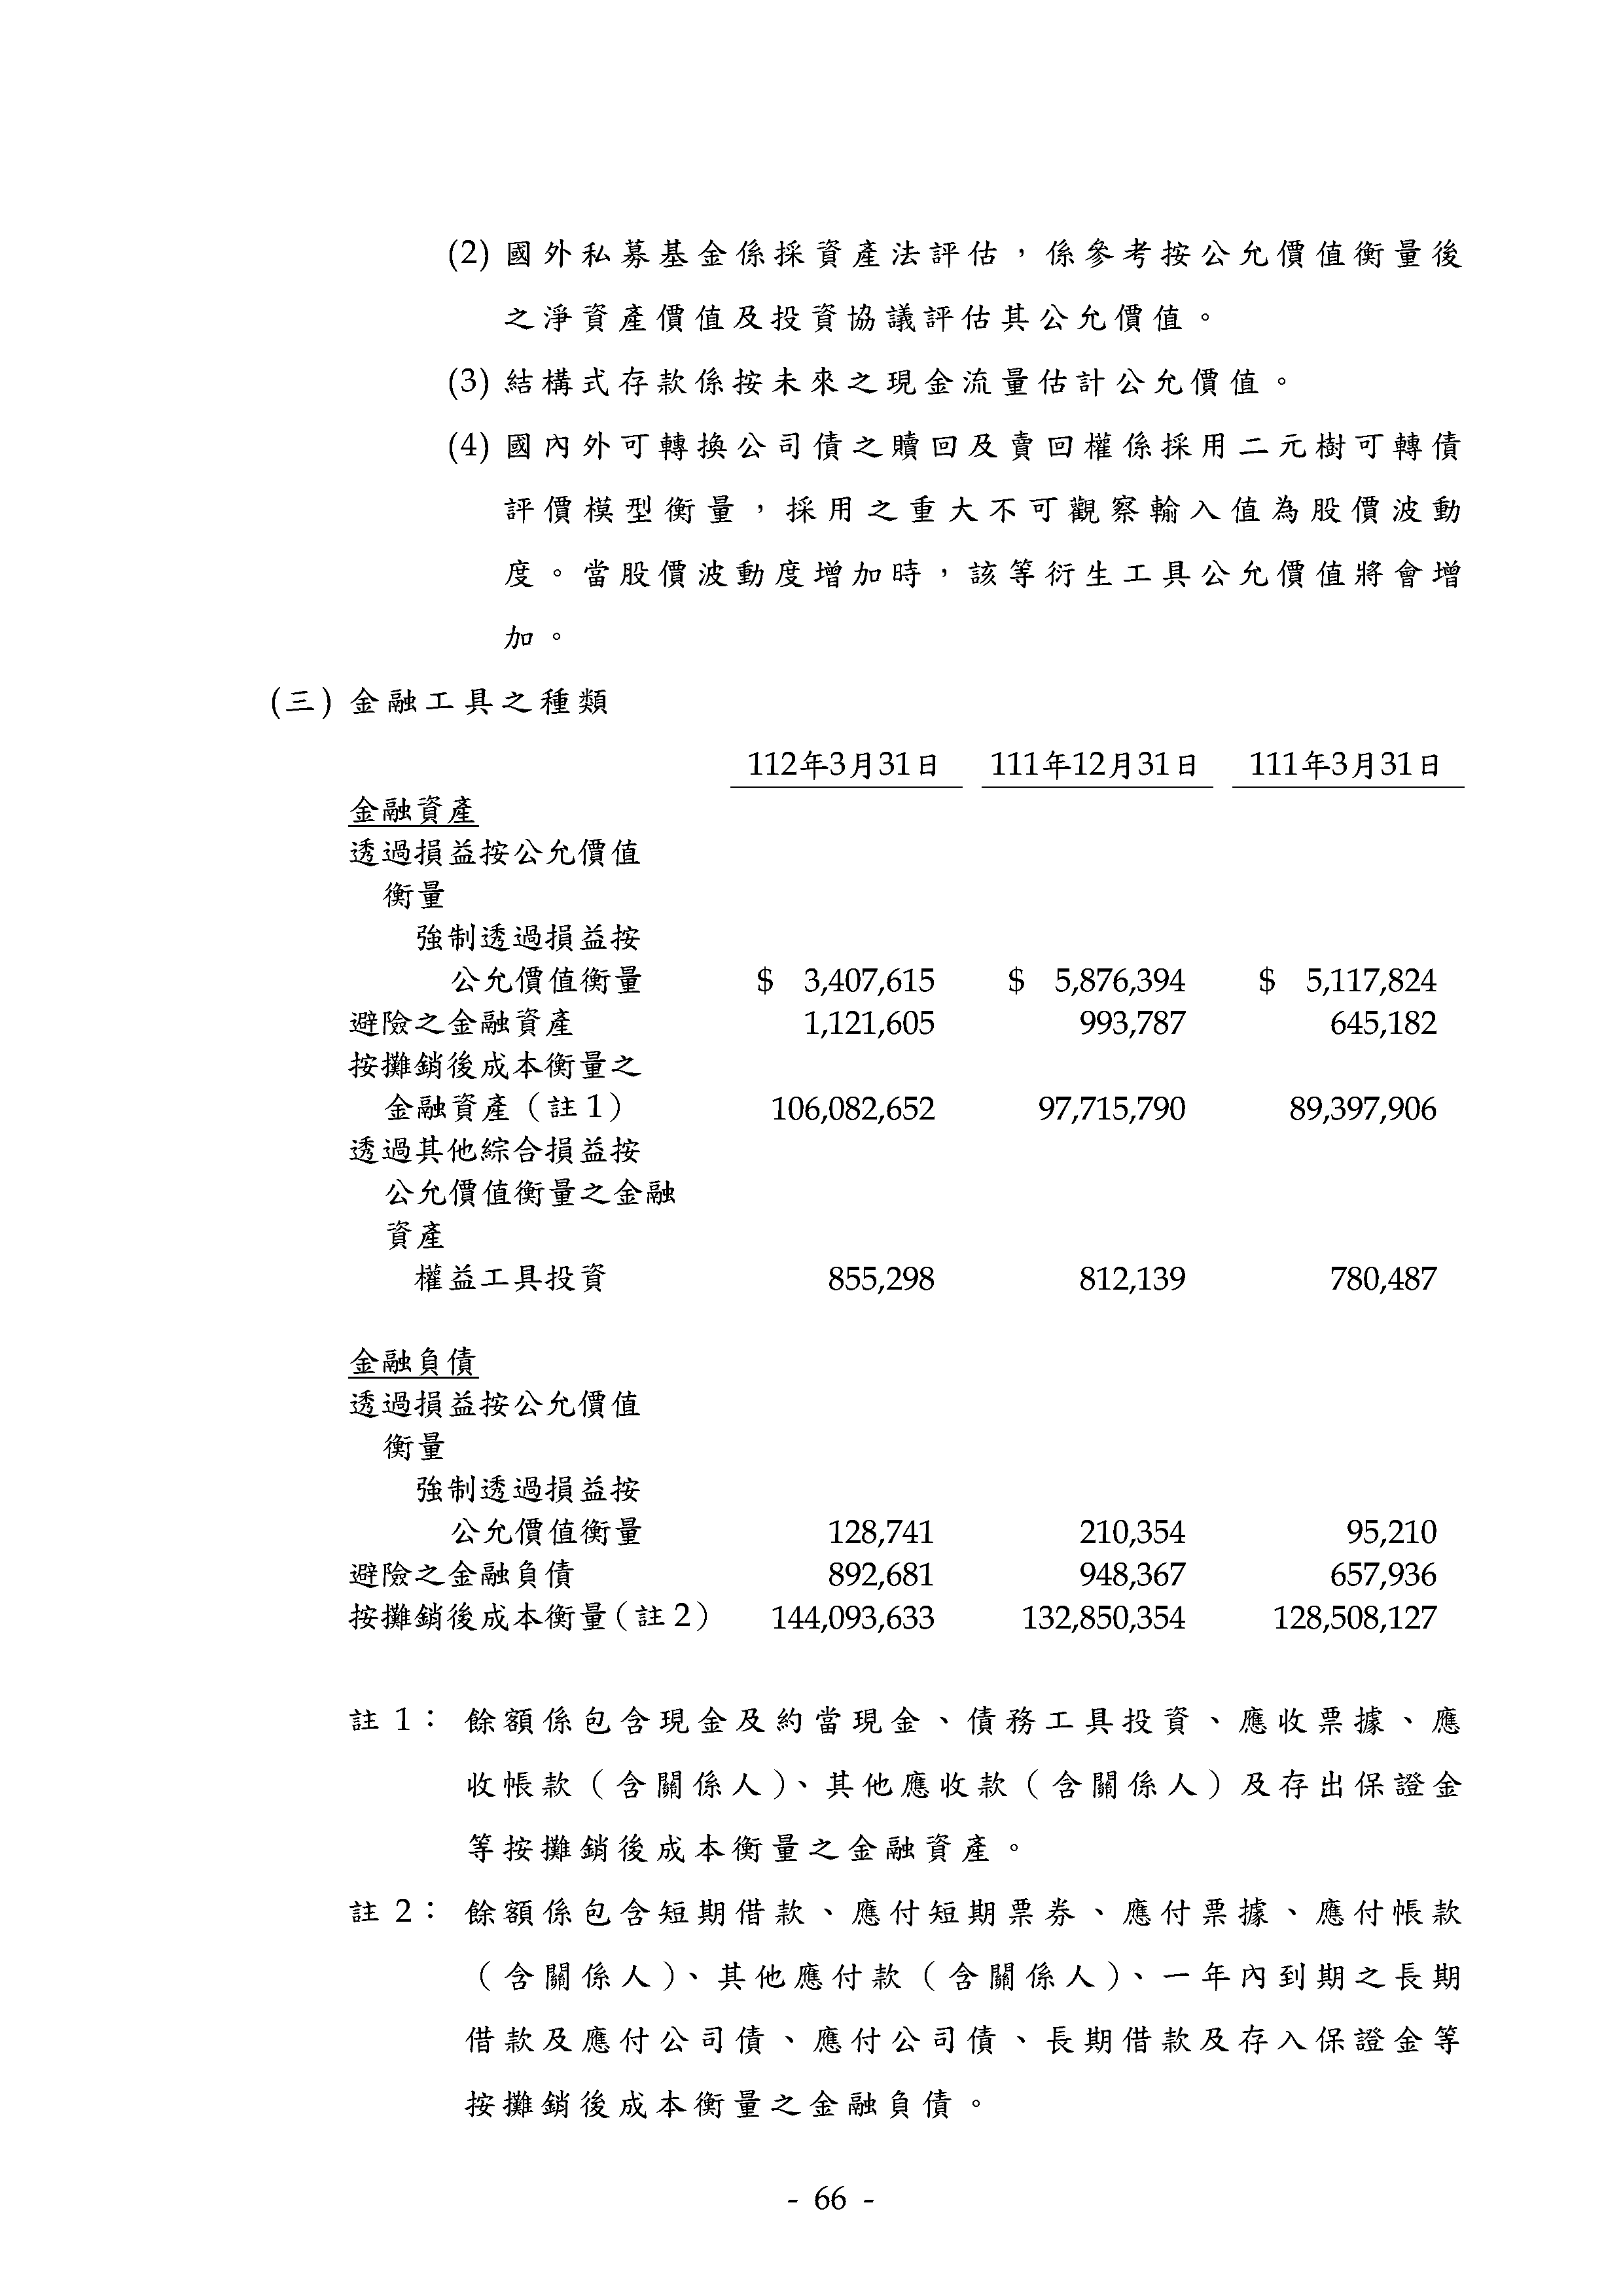 (2) 國外私募基金係採資產法評估，係參考按公允價值衡量後
之淨資產價值及投資協議評估其公允價值。
(3) 結構式存款係按未來之現金流量估計公允價值。
(4) 國內外可轉換公司債之贖回及賣回權係採用二元樹可轉債
評價模型衡量，採用之重大不可觀察輸入值為股價波動
度。當股價波動度增加時，該等衍生工具公允價值將會增
加。
(三) 金融工具之種類
112年3月31日 111年12月31日 111年3月31日
金融資產
透過損益按公允價值
衡量
強制透過損益按
公允價值衡量 $ 3,407,615 $ 5,876,394 $ 5,117,824
避險之金融資產 1,121,605 993,787 645,182
按攤銷後成本衡量之
金融資產（註1） 106,082,652 97,715,790 89,397,906
透過其他綜合損益按
公允價值衡量之金融
資產
權益工具投資 855,298 812,139 780,487
金融負債
透過損益按公允價值
衡量
強制透過損益按
公允價值衡量 128,741 210,354 95,210
避險之金融負債 892,681 948,367 657,936
按攤銷後成本衡量（註2） 144,093,633 132,850,354 128,508,127
註1： 餘額係包含現金及約當現金、債務工具投資、應收票據、應
收帳款（含關係人）、其他應收款（含關係人）及存出保證金
等按攤銷後成本衡量之金融資產。
註2： 餘額係包含短期借款、應付短期票券、應付票據、應付帳款
（含關係人）、其他應付款（含關係人）、一年內到期之長期
借款及應付公司債、應付公司債、長期借款及存入保證金等
按攤銷後成本衡量之金融負債。
- 66 -